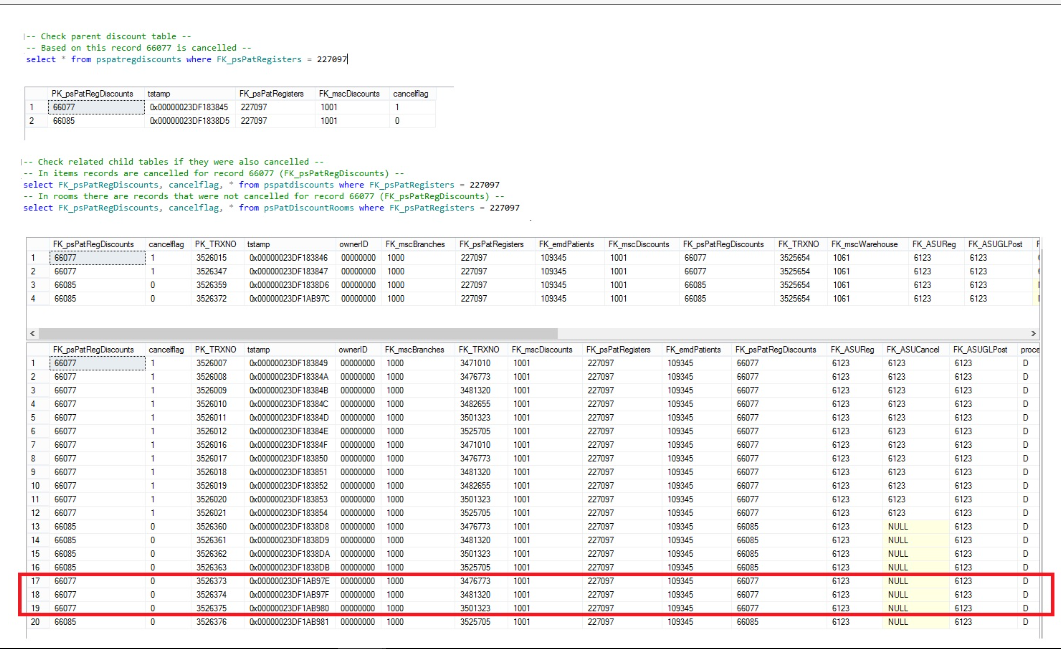 -- Check parent discount table --
-- Based on this record 66077 is cancelled --
select * from pspatregdiscounts where FK_psPatRegisters = 227097
PK_psPatRegDiscounts tstamp FK_psPatRegisters FK_mscDiscounts cancelflag
1 66077 0x00000023DF183845 227097 1001 1
2 66085 0x00000023DF1838D5 227097 1001 0
-- Check related child tables if they were also cancelled --
-- In items records are cancelled for record 66077 (FK_psPatRegDiscounts) --
select FK_psPatRegDiscounts, cancelflag, * from pspatdiscounts where FK_psPatRegisters = 227097
-- In rooms there are records that were not cancelled for record 66077 (FK_psPatRegDiscounts) --
select FK_psPatRegDiscounts, cancelflag, * from psPatDiscountRooms where FK_psPatRegisters = 227097
FK_psPatRegDiscounts cancelflag PK_TRXNO tstamp ownerID FK_mscBranches FK_psPatRegisters FK_emdPatients FK_mscDiscounts FK_psPatRegDiscounts FK_TRXNO FK_mscWarehouse FK_ASUReg FK_ASUGLPost F
1 66077 1 3526015 0x00000023DF183846 00000000 1000 227097 109345 1001 66077 3525654 1061 6123 6123
2 66077 1 3526347 0x00000023DF183847 00000000 1000 227097 109345 1001 66077 3525654 1061 6123 6123
3 66085 0 3526359 0x00000023DF1838D6 00000000 1000 227097 109345 1001 66085 3525654 1061 6123 6123
4 66085 0 3526372 0x00000023DF1AB97C 00000000 1000 227097 109345 1001 66085 3525654 1061 6123 6123
FK_psPatRegDiscounts cancelflag PK_TRXNO tstamp ownerID FK_mscBranches FK_TRXNO FK_mscDiscounts FK_psPatRegisters FK_emdPatients FK_psPatRegDiscounts FK_ASUReg FK_ASUCancel FK_ASUGLPost proce
1 66077 1 3526007 0x00000023DF183849 00000000 1000 3471010 1001 227097 109345 66077 6123 6123 6123 D
2 66077 1 3526008 0x00000023DF18384A 00000000 1000 3476773 1001 227097 109345 66077 6123 6123 6123 D
3 66077 1 3526009 0x00000023DF18384B 00000000 1000 3481320 1001 227097 109345 66077 6123 6123 6123 D
4 66077 1 3526010 0x00000023DF18384C 00000000 1000 3482655 1001 227097 109345 66077 6123 6123 6123 D
5 66077 1 3526011 0x00000023DF18384D 00000000 1000 3501323 1001 227097 109345 66077 6123 6123 6123 D
6 66077 1 3526012 0x00000023DF18384E 00000000 1000 3525705 1001 227097 109345 66077 6123 6123 6123 D
7 66077 1 3526016 0x00000023DF18384F 00000000 1000 3471010 1001 227097 109345 66077 6123 6123 6123 D
8 66077 1 3526017 0x00000023DF183850 00000000 1000 3476773 1001 227097 109345 66077 6123 6123 6123 D
9 66077 1 3526018 0x00000023DF183851 00000000 1000 3481320 1001 227097 109345 66077 6123 6123 6123 D
10 66077 1 3526019 0x00000023DF183852 00000000 1000 3482655 1001 227097 109345 66077 6123 6123 6123 D
11 66077 1 3526020 0x00000023DF183853 00000000 1000 3501323 1001 227097 109345 66077 6123 6123 6123 D
12 66077 1 3526021 0x00000023DF183854 00000000 1000 3525705 1001 227097 109345 66077 6123 6123 6123 D
13 66085 0 3526360 0x00000023DF1838D8 00000000 1000 3476773 1001 227097 109345 66085 6123 NULL 6123 D
14 66085 0 3526361 0x00000023DF1838D9 00000000 1000 3481320 1001 227097 109345 66085 6123 NULL 6123 D
15 66085 0 3526362 0x00000023DF1838DA 00000000 1000 3501323 1001 227097 109345 66085 6123 NULL 6123 D
16 66085 0 3526363 0x00000023DF1838DB 00000000 1000 3525705 1001 227097 109345 66085 6123 NULL 6123 D
17 66077 0 3526373 0x00000023DF1AB97E 00000000 1000 3476773 1001 227097 109345 66077 6123 NULL 6123 D
18 66077 0 3526374 0x00000023DF1AB97F 00000000 1000 3481320 1001 227097 109345 66077 6123 NULL 6123 D
19 66077 0 3526375 0x00000023DF1AB980 00000000 1000 3501323 1001 227097 109345 66077 6123 NULL 6123 D
20 66085 0 3526376 0x00000023DF1AB981 00000000 1000 3525705 1001 227097 109345 66085 6123 NULL 6123 D